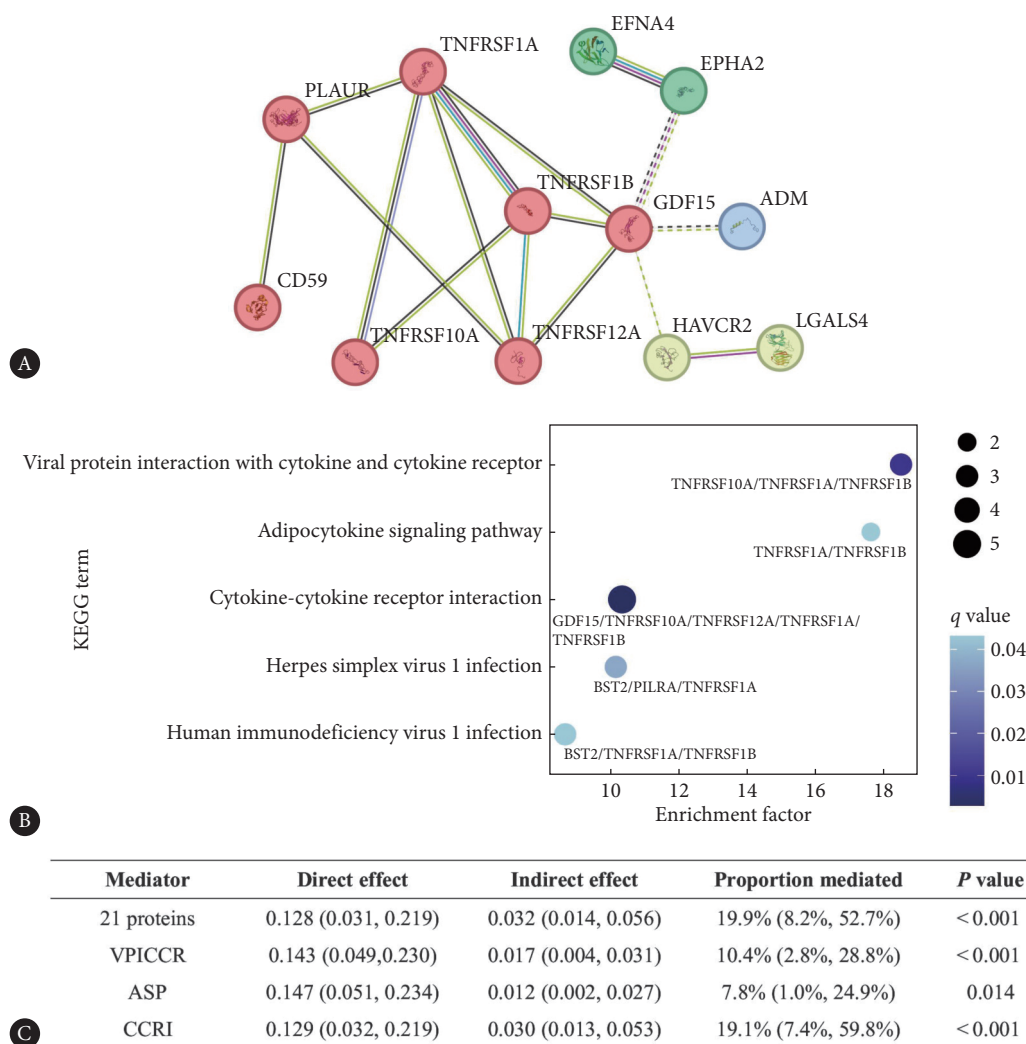 EFNA4
TNFRSF1A
EPHA2
PLAUR
TNFRSF1B
GDF15
ADM
CD59
TNFRSF10A
TNFRSF12A
HAVCR2
LGALS4
A
Viral protein interaction with cytokine and cytokine receptor
TNFRSF10A/TNFRSF1A/TNFRSF1B
Adipocytokine signaling pathway
TNFRSF1A/TNFRSF1B
Cytokine-cytokine receptor interaction
GDF15/TNFRSF10A/TNFRSF12A/TNFRSF1A/
TNFRSF1B
Herpes simplex virus 1 infection
BST2/PILRA/TNFRSF1A
Human immunodeficiency virus 1 infection
BST2/TNFRSF1A/TNFRSF1B
KEGG term
10 12 14 16 18
Enrichment factor
2
3
4
5
q value
0.04
0.03
0.02
0.01
B
Mediator Direct effect Indirect effect Proportion mediated P value
21 proteins 0.128 (0.031, 0.219) 0.032 (0.014, 0.056) 19.9% (8.2%, 52.7%) <0.001
VPICCR 0.143 (0.049,0.230) 0.017 (0.004, 0.031) 10.4% (2.8%, 28.8%) <0.001
ASP 0.147 (0.051, 0.234) 0.012 (0.002, 0.027) 7.8% (1.0%, 24.9%) 0.014
CCRI 0.129 (0.032, 0.219) 0.030 (0.013, 0.053) 19.1% (7.4%, 59.8%) <0.001
C